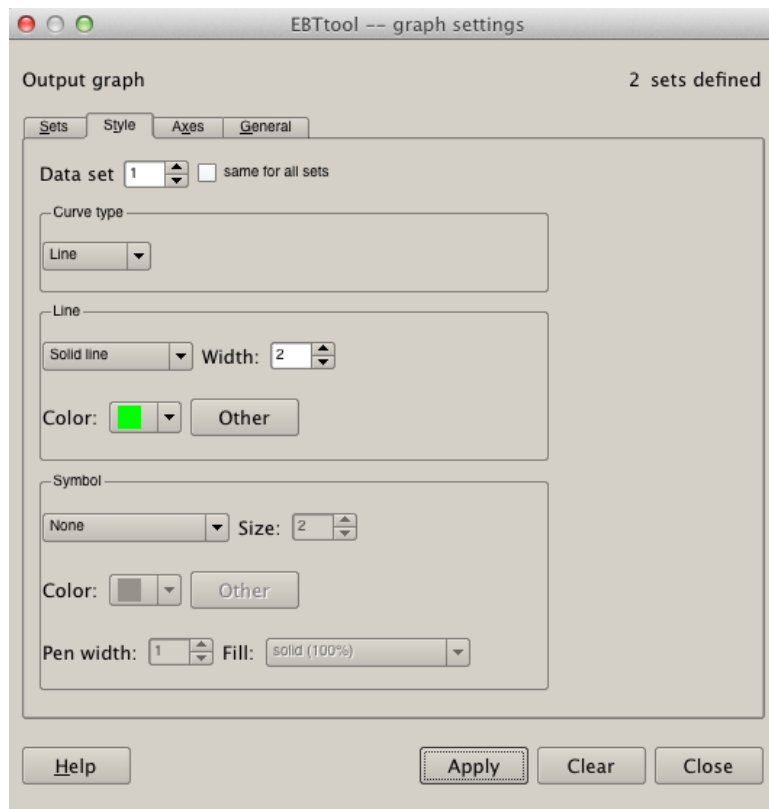 EBTtool -- graph settings
Output graph 2 sets defined
Sets Style Axes General
Data set 1 same for all sets
Curve type
Line
Line
Solid line Width: 2
Color: Other
Symbol
None Size: 2
Color: Other
Pen width: 1 Fill: solid (100%)
Help Apply Clear Close